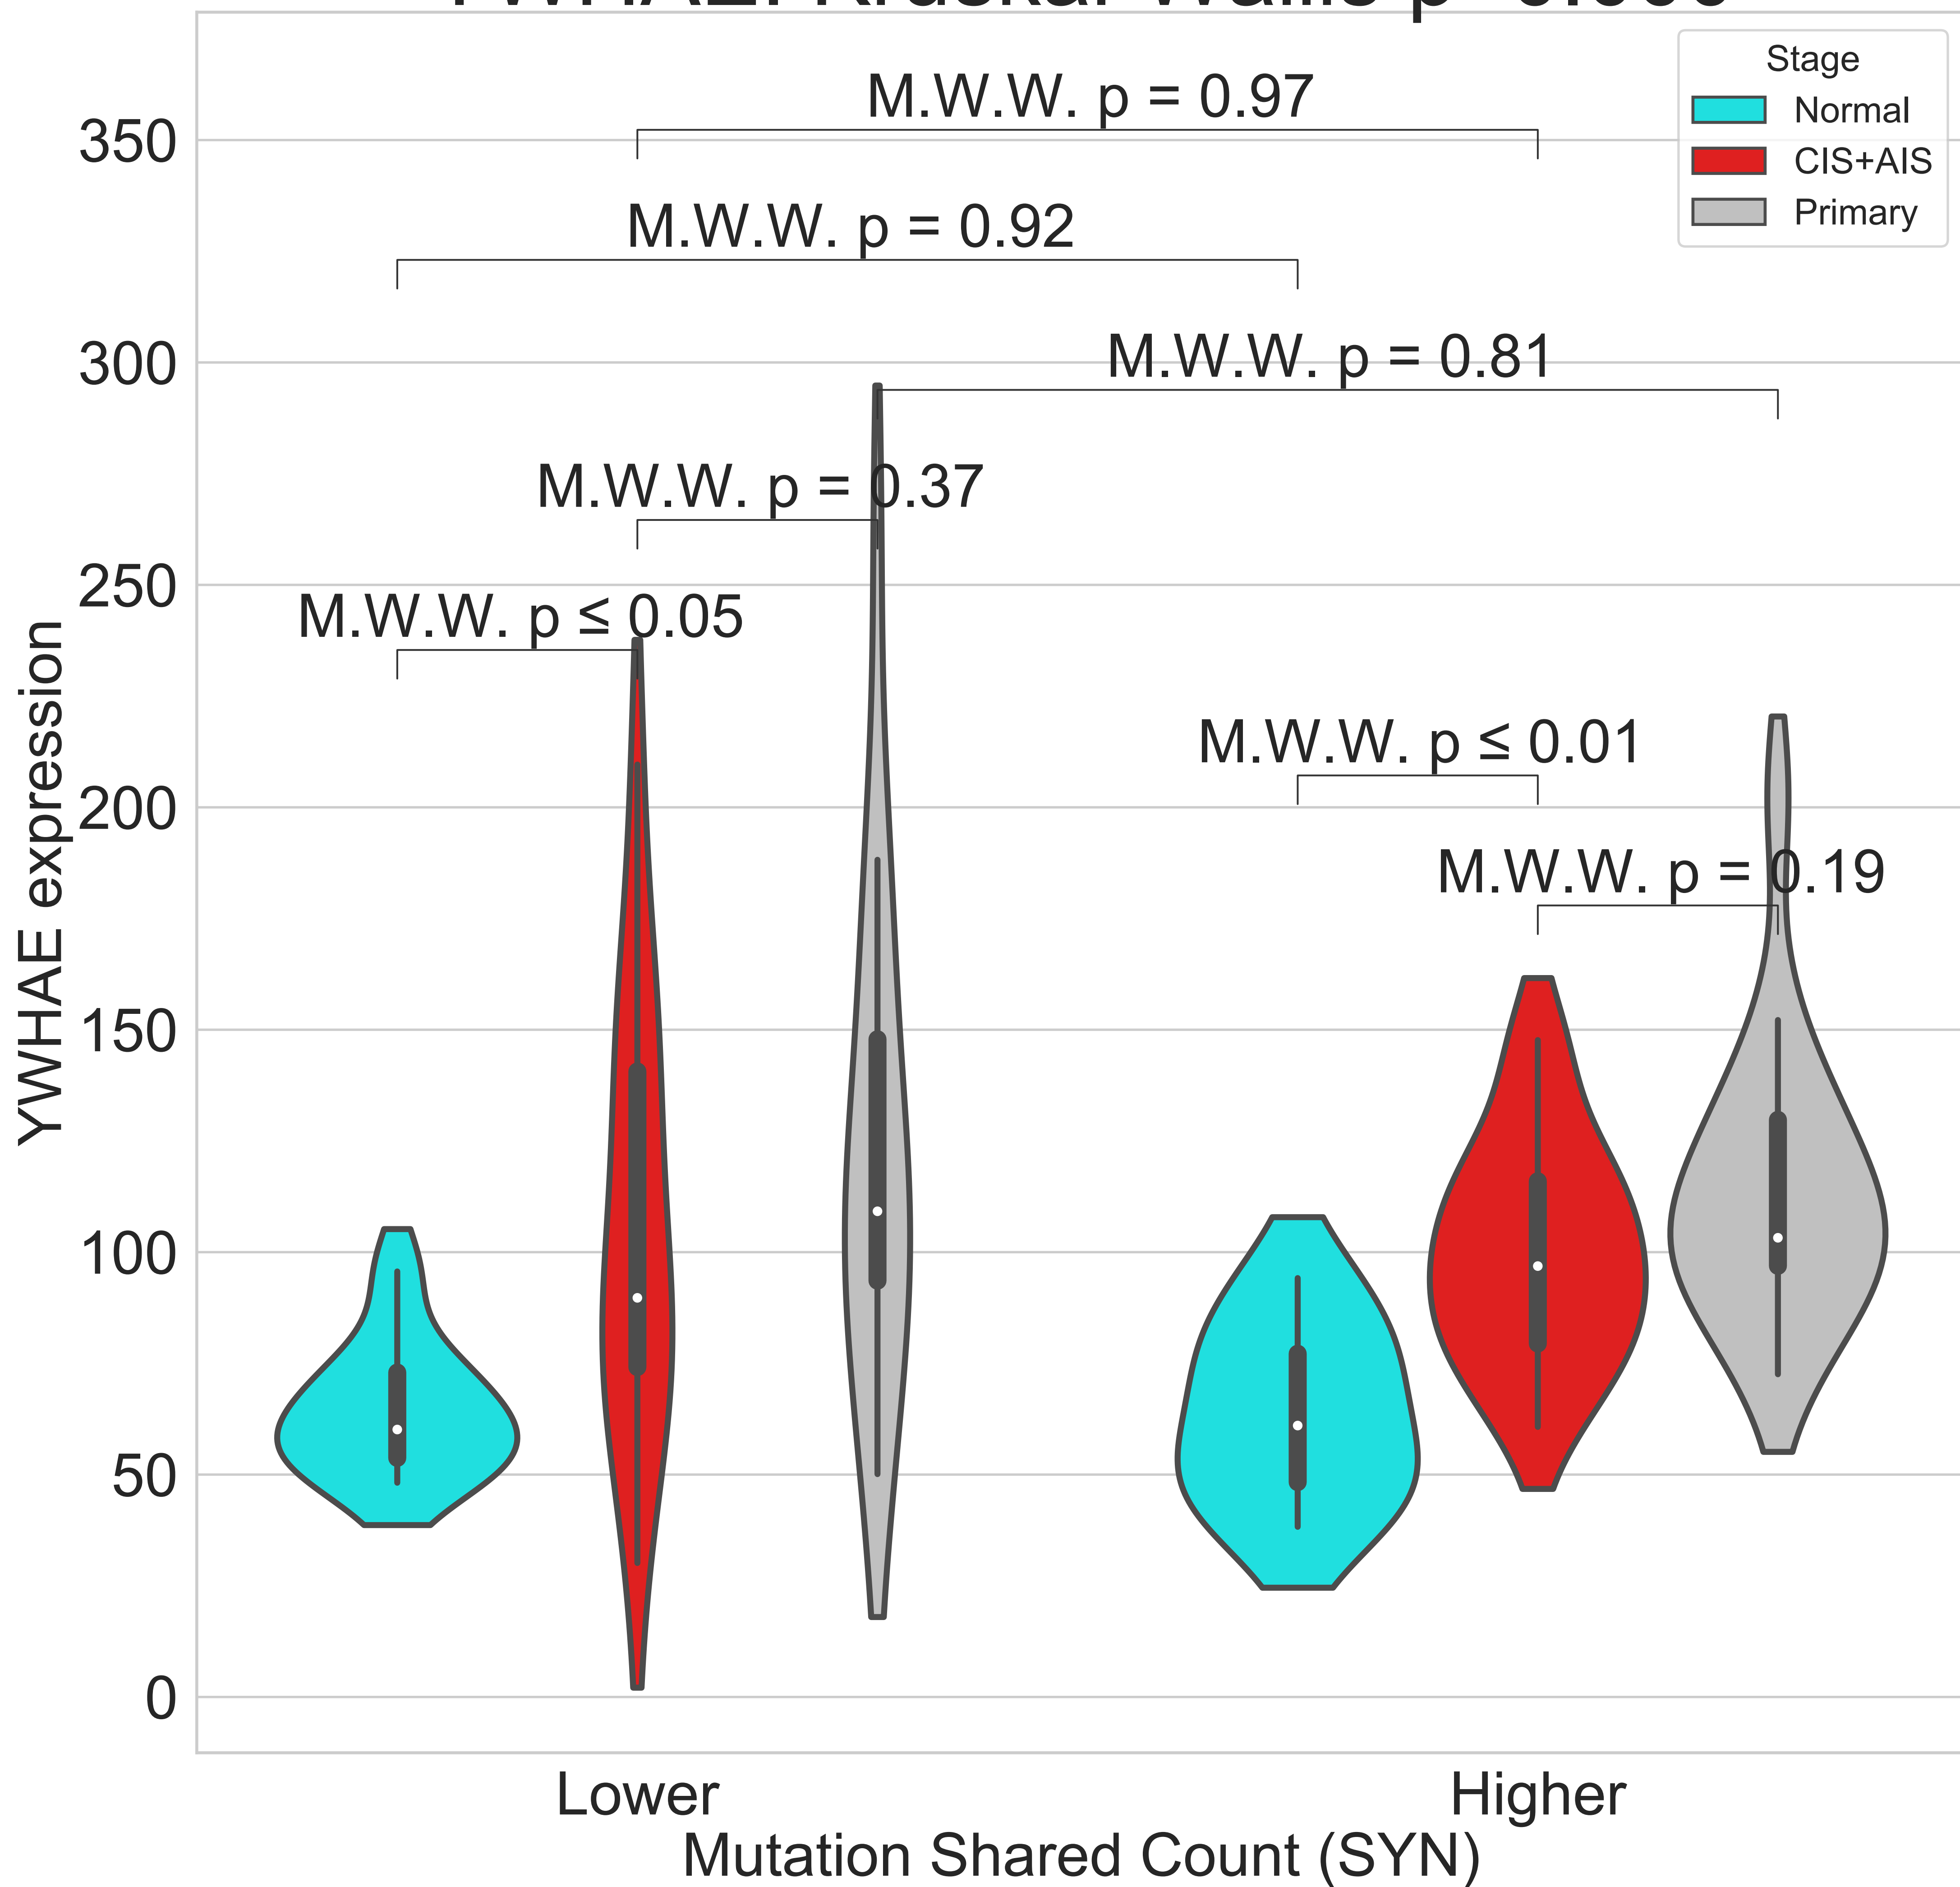 Stage
Normal
CIS+AIS
Primary
M.W.W. p = 0.97
M.W.W. p = 0.92
M.W.W. p = 0.81
M.W.W. p = 0.37
M.W.W. p ≤ 0.05
M.W.W. p ≤ 0.01
M.W.W. p = 0.19
350
300
250
200
150
100
50
0
YWHAE expression
Lower
Higher
Mutation Shared Count (SYN)